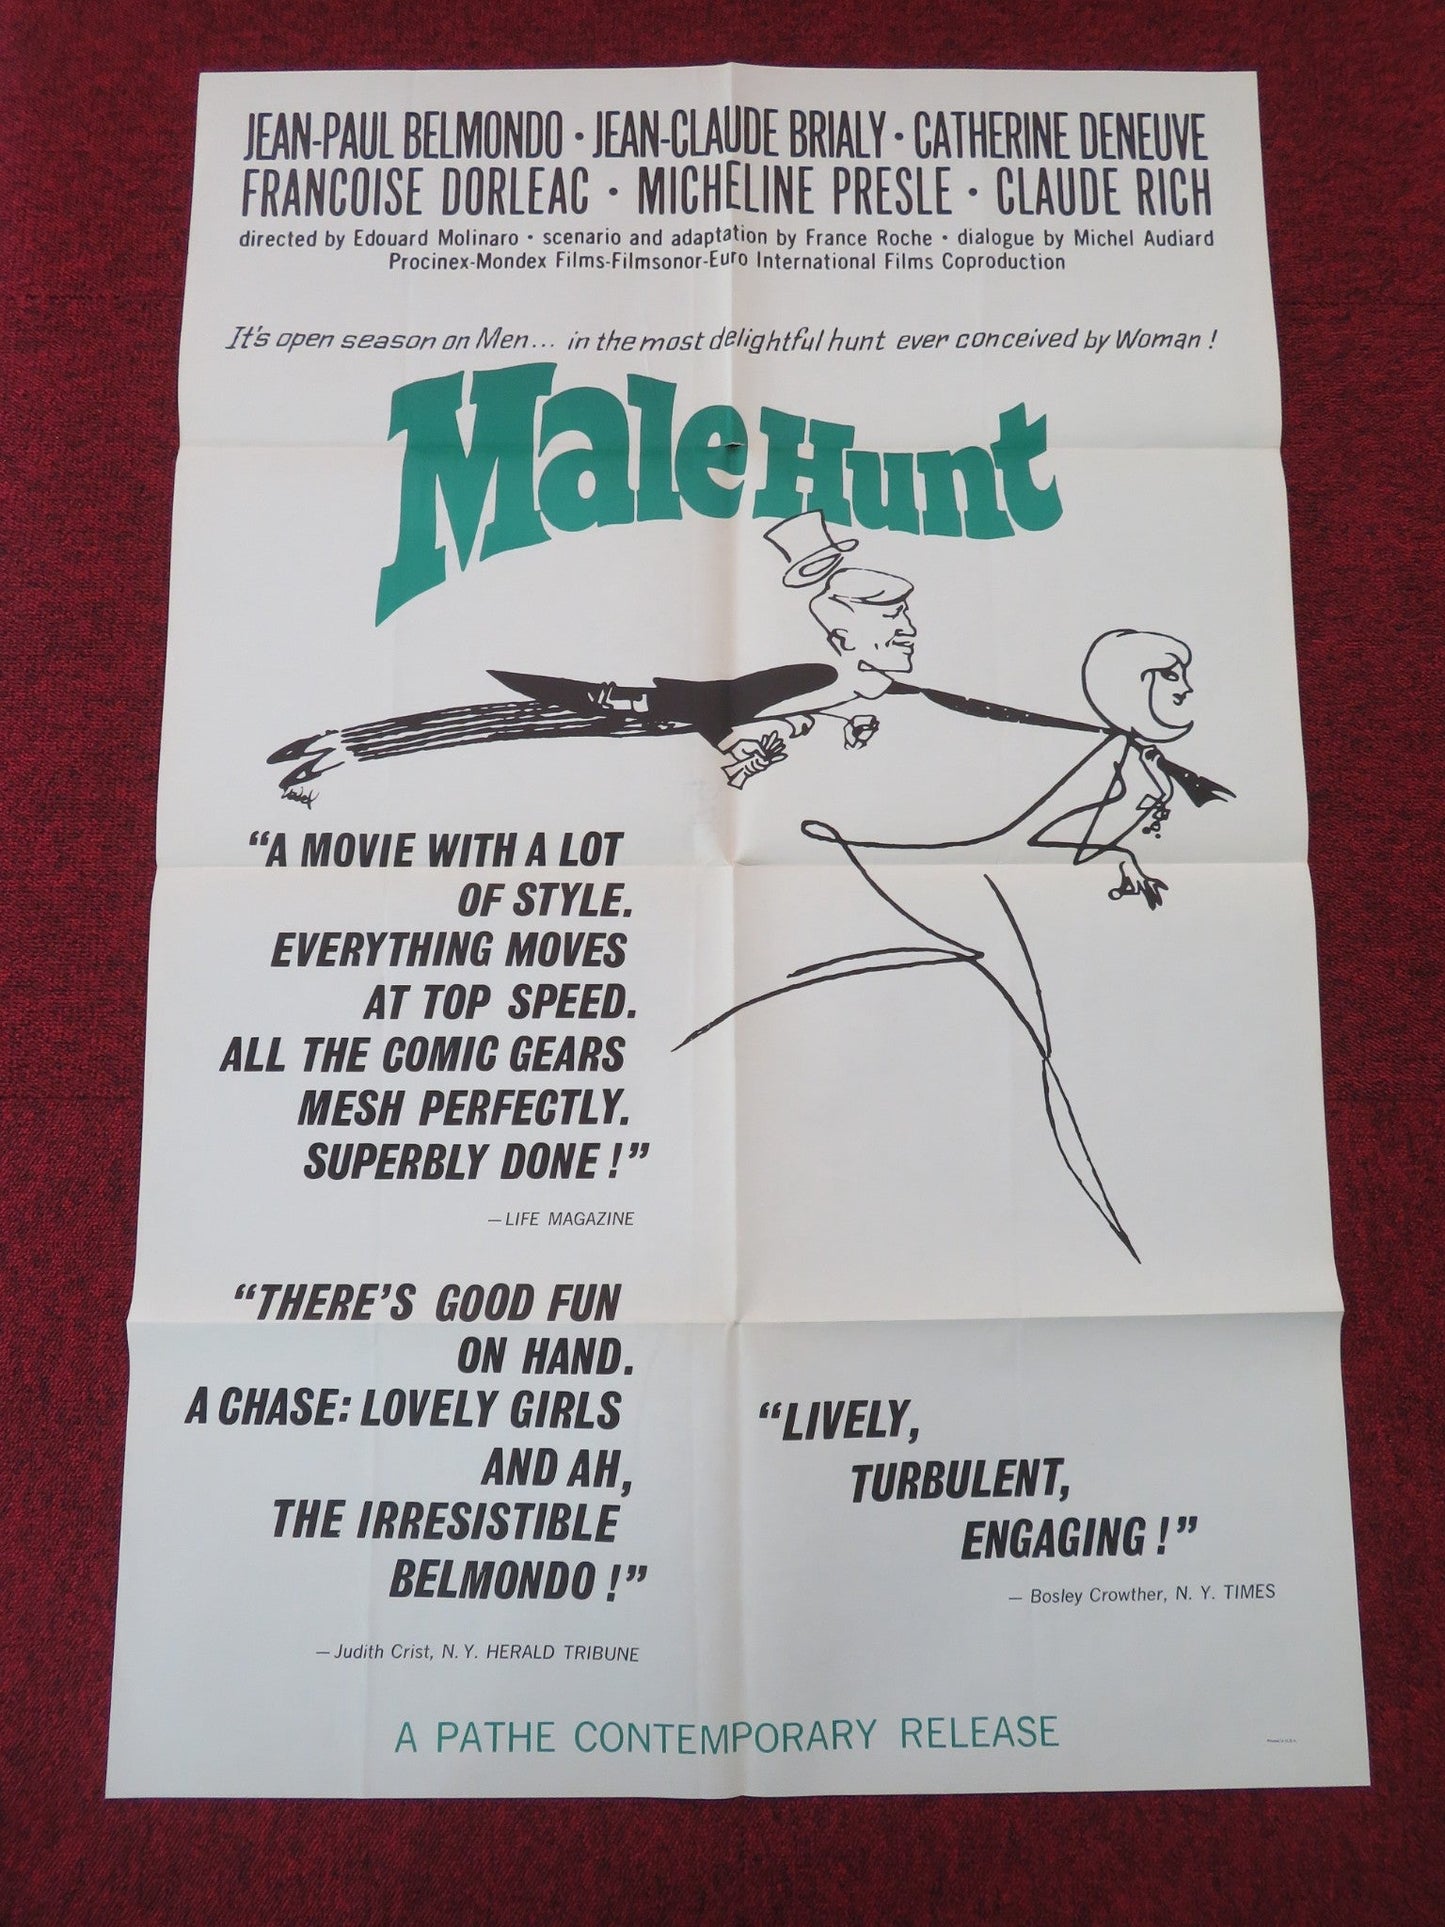 JEAN-PAUL BELMONDO • JEAN-CLAUDE BRIALY • CATHERINE DENEUVE
FRANCOISE DORLEAC • MICHELINE PRESLE • CLAUDE RICH
directed by Edouard Molinaro • scenario and adaptation by France Roche • dialogue by Michel Audiard
Procinex-Mondex Films-Filmsonor-Euro International Films Coproduction
It's open season on Men... in the most delightful hunt ever conceived by Woman !
Male Hunt
“A MOVIE WITH A LOT
OF STYLE.
EVERYTHING MOVES
AT TOP SPEED.
ALL THE COMIC GEARS
MESH PERFECTLY.
SUPERBLY DONE !”
— LIFE MAGAZINE
“THERE'S GOOD FUN
ON HAND.
A CHASE: LOVELY GIRLS
AND AH,
THE IRRESISTIBLE
BELMONDO !”
— Judith Crist, N. Y. HERALD TRIBUNE
“LIVELY,
TURBULENT,
ENGAGING !”
— Bosley Crowther, N. Y. TIMES
A PATHE CONTEMPORARY RELEASE
Printed in U.S.A.